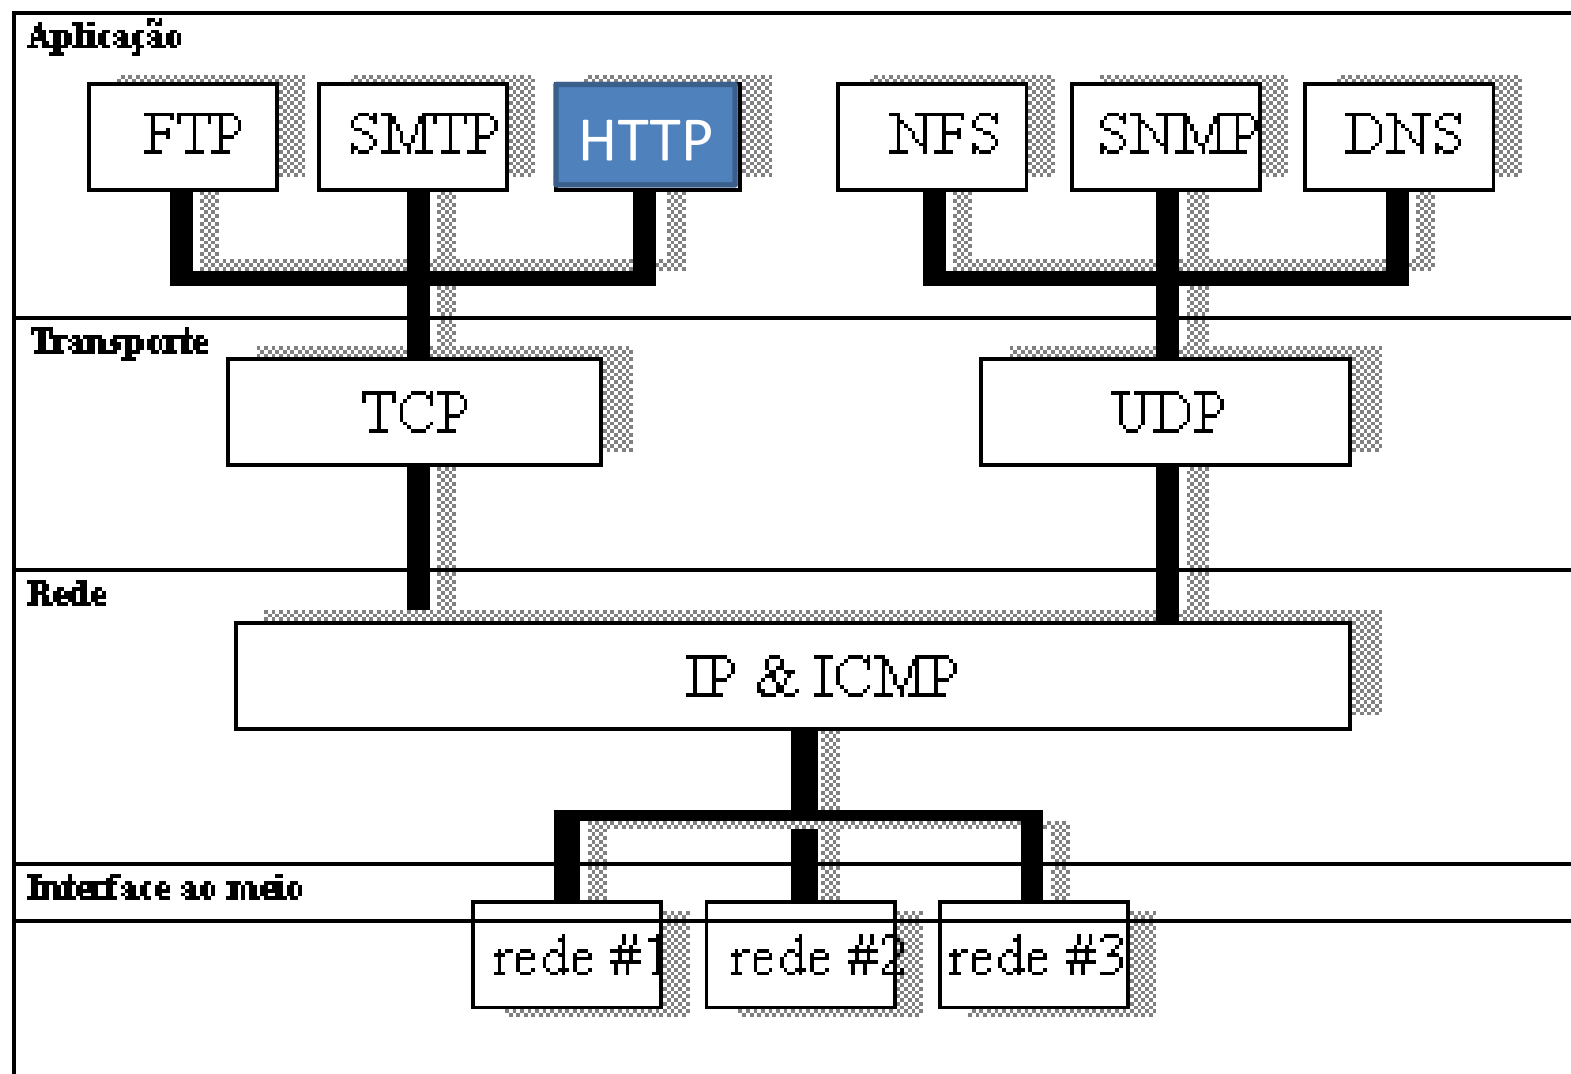 Aplicação
FTP SMTP HTTP NFS SNMP DNS
Transporte
TCP UDP
Rede
IP & ICMP
Interface ao meio
rede #1 rede #2 rede #3